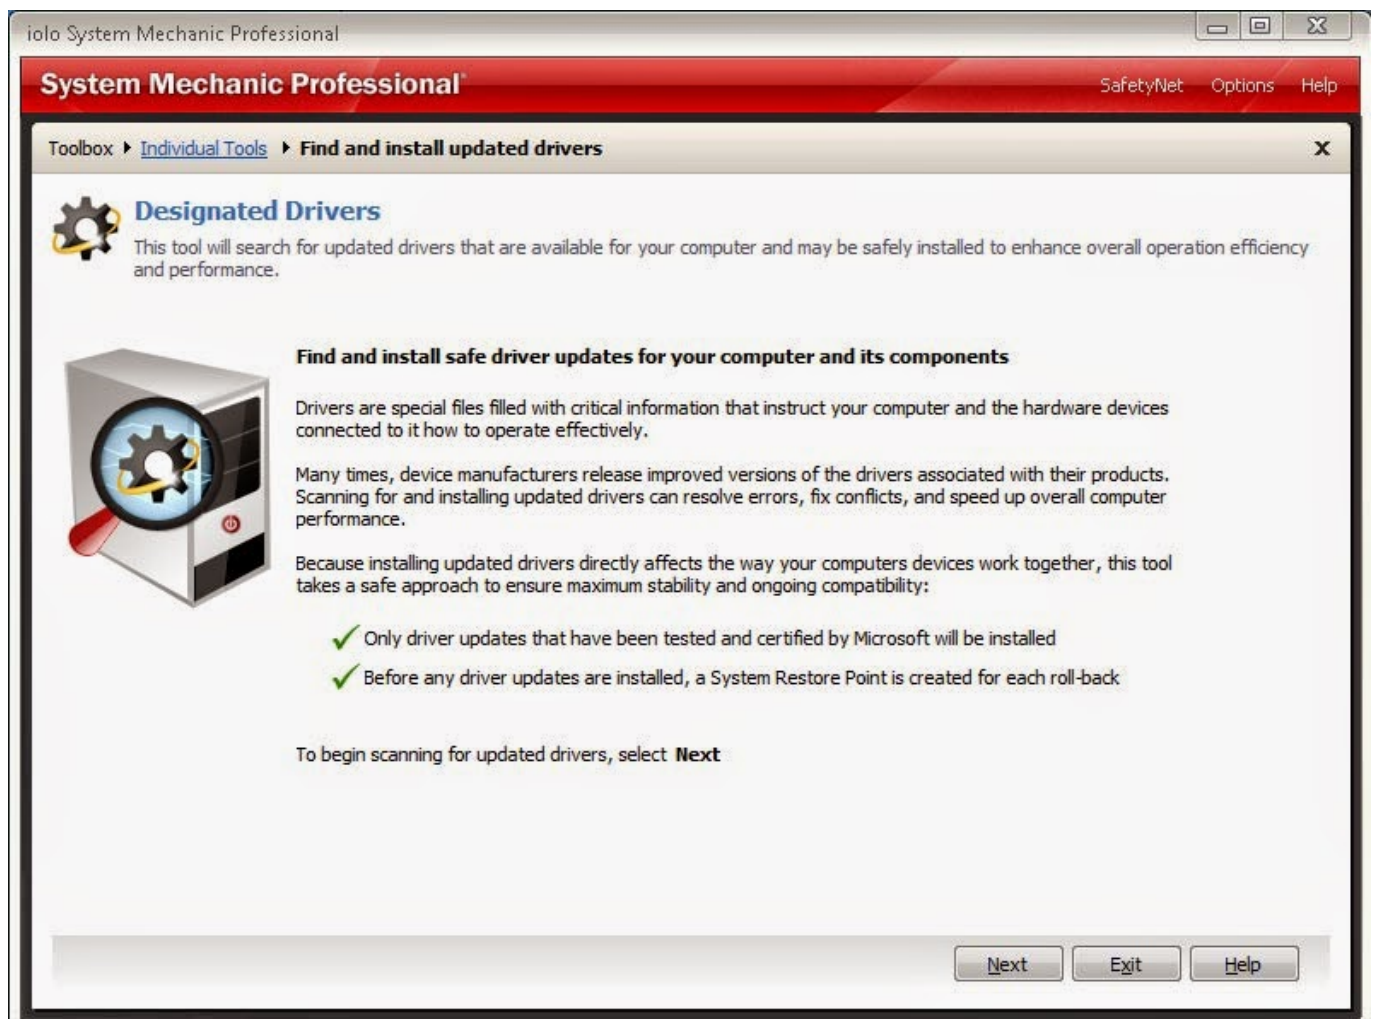 iolo System Mechanic Professional
System Mechanic Professional
SafetyNet Options Help
Toolbox Individual Tools Find and install updated drivers X
Designated Drivers
This tool will search for updated drivers that are available for your computer and may be safely installed to enhance overall operation efficiency
and performance.
Find and install safe driver updates for your computer and its components
Drivers are special files filled with critical information that instruct your computer and the hardware devices
connected to it how to operate effectively.
Many times, device manufacturers release improved versions of the drivers associated with their products.
Scanning for and installing updated drivers can resolve errors, fix conflicts, and speed up overall computer
performance.
Because installing updated drivers directly affects the way your computers devices work together, this tool
takes a safe approach to ensure maximum stability and ongoing compatibility:
Only driver updates that have been tested and certified by Microsoft will be installed
Before any driver updates are installed, a System Restore Point is created for each roll-back
To begin scanning for updated drivers, select Next
Next Exit Help